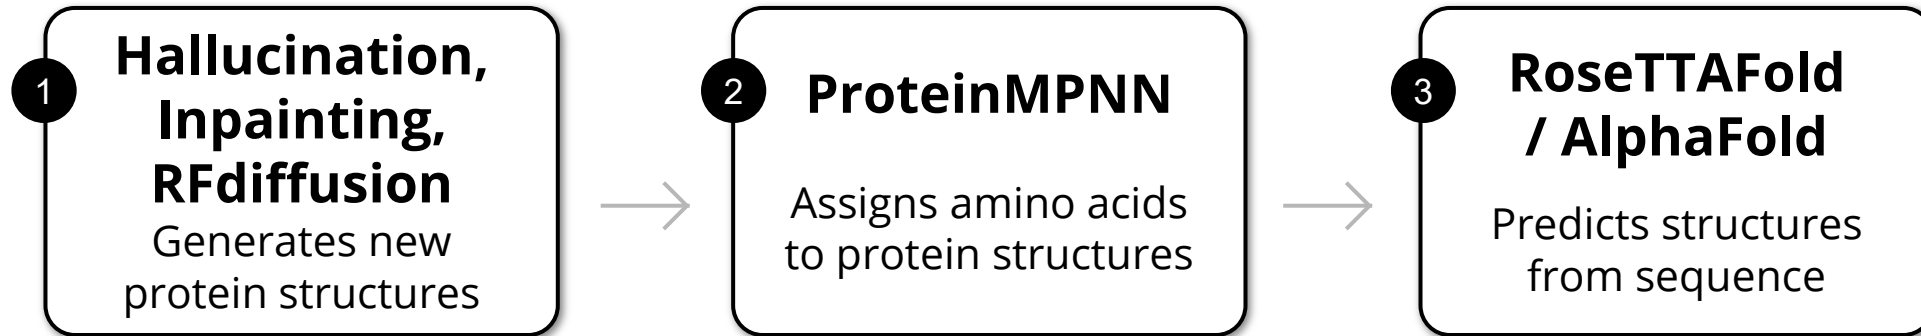 1
Hallucination,
Inpainting,
RFdiffusion
Generates new
protein structures
2
ProteinMPNN
Assigns amino acids
to protein structures
3
RoseTTAFold
/ AlphaFold
Predicts structures
from sequence